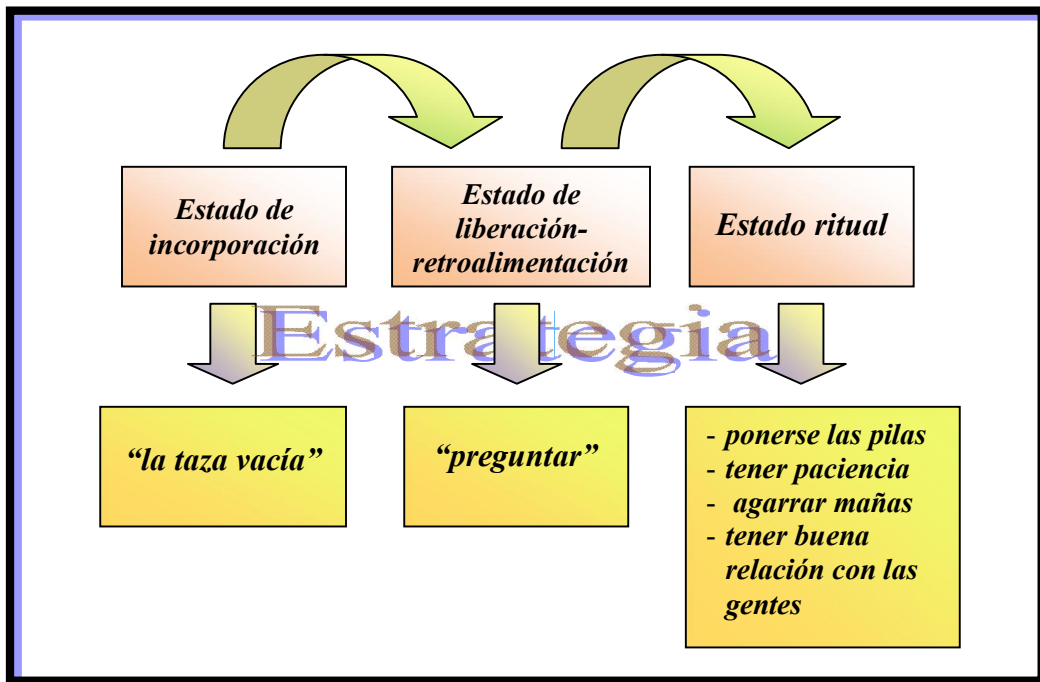 Estado de
incorporación
Estado de
liberación-
retroalimentación
Estado ritual
Estrategia
“la taza vacía”
“preguntar”
- ponerse las pilas
- tener paciencia
- agarrar mañas
- tener buena
relación con las
gentes